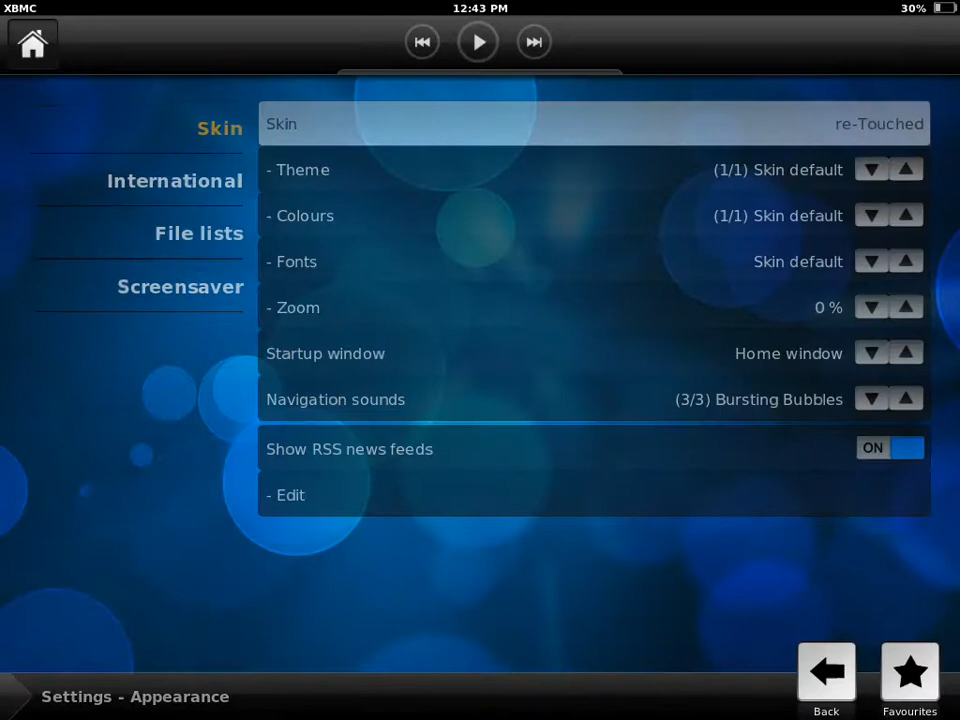 XBMC 12:43 PM 30%
Skin
International
File lists
Screensaver
Skin re-Touched
- Theme (1/1) Skin default
- Colours (1/1) Skin default
- Fonts Skin default
- Zoom 0 %
Startup window Home window
Navigation sounds (3/3) Bursting Bubbles
Show RSS news feeds ON
- Edit
Settings - Appearance
Back Favourites